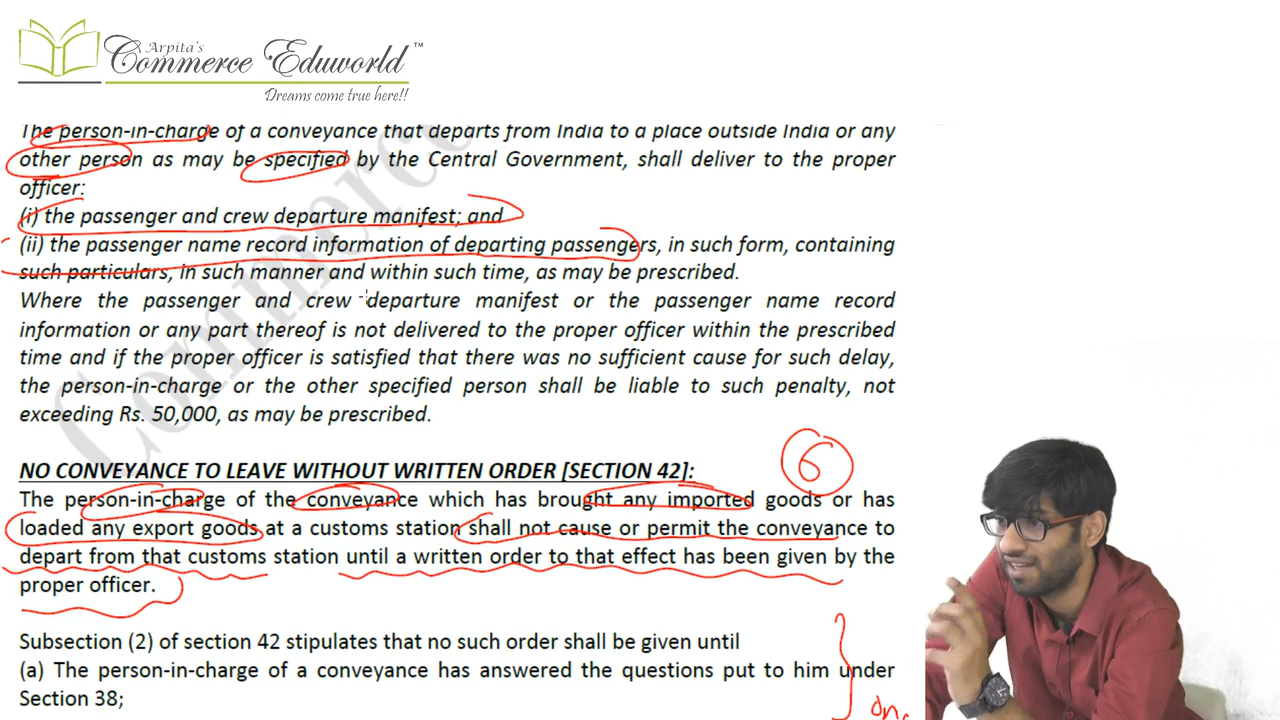 Arpita's
Commerce Eduworld™
Dreams come true here!!
The person-in-charge of a conveyance that departs from India to a place outside India or any
other person as may be specified by the Central Government, shall deliver to the proper
officer:
(i) the passenger and crew departure manifest; and
(ii) the passenger name record information of departing passengers, in such form, containing
such particulars, in such manner and within such time, as may be prescribed.
Where the passenger and crew departure manifest or the passenger name record
information or any part thereof is not delivered to the proper officer within the prescribed
time and if the proper officer is satisfied that there was no sufficient cause for such delay,
the person-in-charge or the other specified person shall be liable to such penalty, not
exceeding Rs. 50,000, as may be prescribed.
6
NO CONVEYANCE TO LEAVE WITHOUT WRITTEN ORDER [SECTION 42]:
The person-in-charge of the conveyance which has brought any imported goods or has
loaded any export goods at a customs station shall not cause or permit the conveyance to
depart from that customs station until a written order to that effect has been given by the
proper officer.
Subsection (2) of section 42 stipulates that no such order shall be given until
(a) The person-in-charge of a conveyance has answered the questions put to him under
Section 38;
Commerce